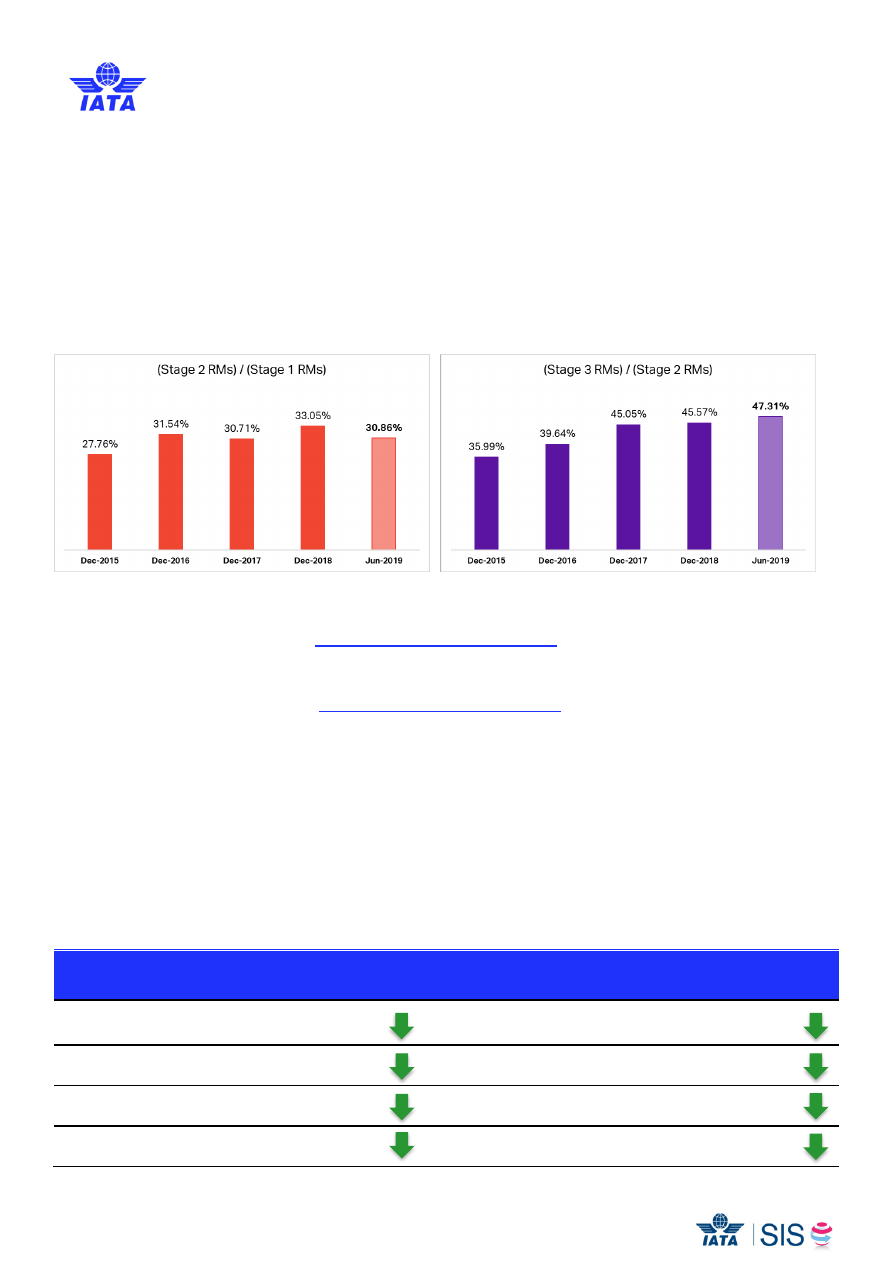 IATA
(Stage 2 RMs) / (Stage 1 RMs)
27.76%
31.54%
30.71%
33.05%
30.86%
Dec-2015
Dec-2016
Dec-2017
Dec-2018
Jun-2019
(Stage 3 RMs) / (Stage 2 RMs)
35.99%
39.64%
45.05%
45.57%
47.31%
Dec-2015
Dec-2016
Dec-2017
Dec-2018
Jun-2019
IATA
SIS